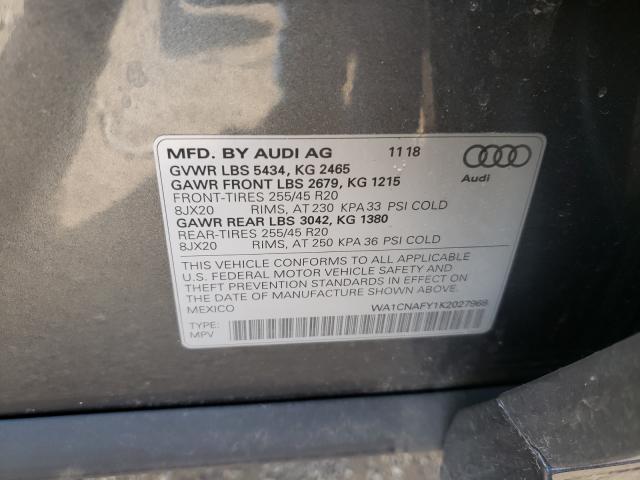 MFD. BY AUDI AG 11 18
GVWR LBS 5434, KG 2465
GAWR FRONT LBS 2679, KG 1215
FRONT-TIRES 255/45 R20
8JX20 RIMS, AT 230 KPA 33 PSI COLD
GAWR REAR LBS 3042, KG 1380
REAR-TIRES 255/45 R20
8JX20 RIMS, AT 250 KPA 36 PSI COLD
Audi
THIS VEHICLE CONFORMS TO ALL APPLICABLE
U.S. FEDERAL MOTOR VEHICLE SAFETY AND
THEFT PREVENTION STANDARDS IN EFFECT ON
THE DATE OF MANUFACTURE SHOWN ABOVE.
MEXICO
WA1CNAFY1K2027968
TYPE:
MPV